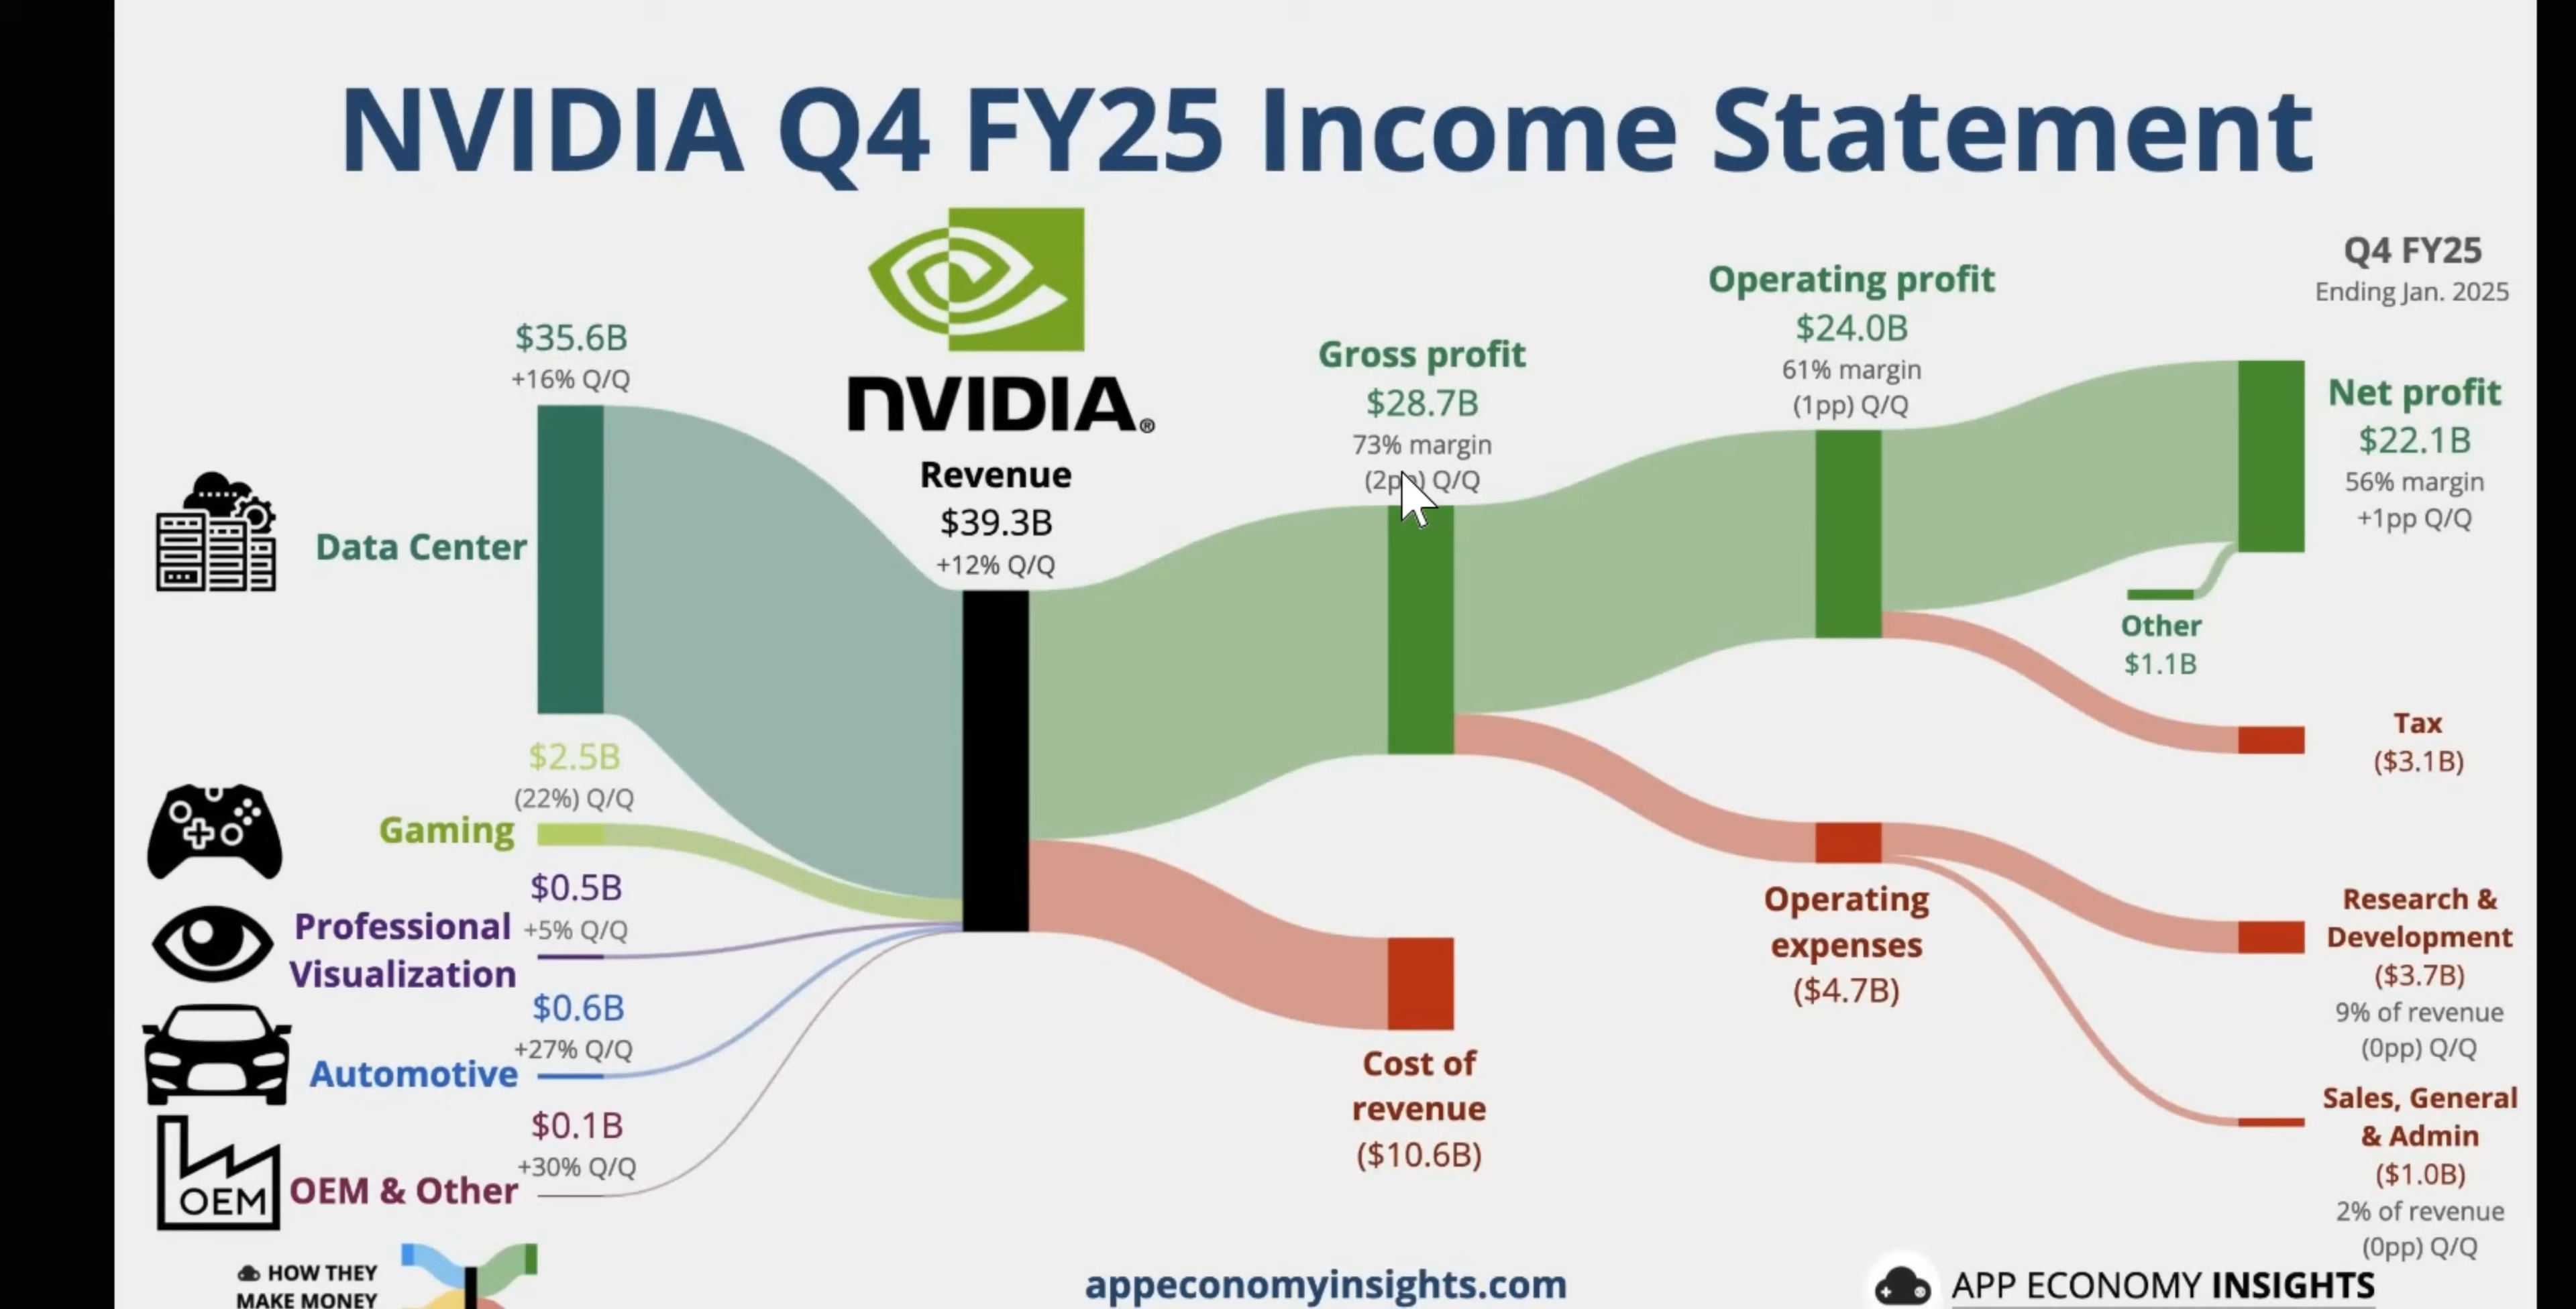 NVIDIA Q4 FY25 Income Statement
Q4 FY25
Ending Jan. 2025
NVIDIA®
Revenue
$39.3B
+12% Q/Q
$35.6B
+16% Q/Q
Data Center
$2.5B
(22%) Q/Q
Gaming
$0.5B
+5% Q/Q
Professional
Visualization
$0.6B
+27% Q/Q
Automotive
$0.1B
+30% Q/Q
OEM
OEM & Other
Gross profit
$28.7B
73% margin
(2pp) Q/Q
Cost of
revenue
($10.6B)
Operating profit
$24.0B
61% margin
(1pp) Q/Q
Operating
expenses
($4.7B)
Net profit
$22.1B
56% margin
+1pp Q/Q
Other
$1.1B
Tax
($3.1B)
Research &
Development
($3.7B)
9% of revenue
(0pp) Q/Q
Sales, General
& Admin
($1.0B)
2% of revenue
(0pp) Q/Q
HOW THEY
MAKE MONEY
appeconomyinsights.com
APP ECONOMY INSIGHTS